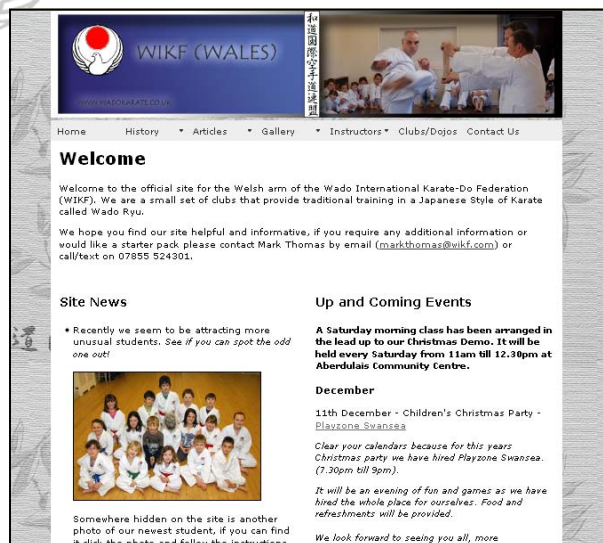 WIKF (WALES)
WWW.WADOKARATE.CO.UK
和道国際空手道連盟
Home History Articles Gallery Instructors Clubs/Dojos Contact Us
Welcome
Welcome to the official site for the Welsh arm of the Wado International Karate-Do Federation
(WIKF). We are a small set of clubs that provide traditional training in a Japanese Style of Karate
called Wado Ryu.
We hope you find our site helpful and informative, if you require any additional information or
would like a starter pack please contact Mark Thomas by email (markthomas@wikf.com) or
call/text on 07855 524301.
Site News
• Recently we seem to be attracting more
unusual students. See if you can spot the odd
one out!
Somewhere hidden on the site is another
photo of our newest student, if you can find
it click the photo and follow the instructions
Up and Coming Events
A Saturday morning class has been arranged in
the lead up to our Christmas Demo. It will be
held every Saturday from 11am till 12.30pm at
Aberdulais Community Centre.
December
11th December - Children's Christmas Party -
Playzone Swansea
Clear your calendars because for this years
Christmas party we have hired Playzone Swansea.
(7.30pm till 9pm).
It will be an evening of fun and games as we have
hired the whole place for ourselves. Food and
refreshments will be provided.
We look forward to seeing you all, more
道